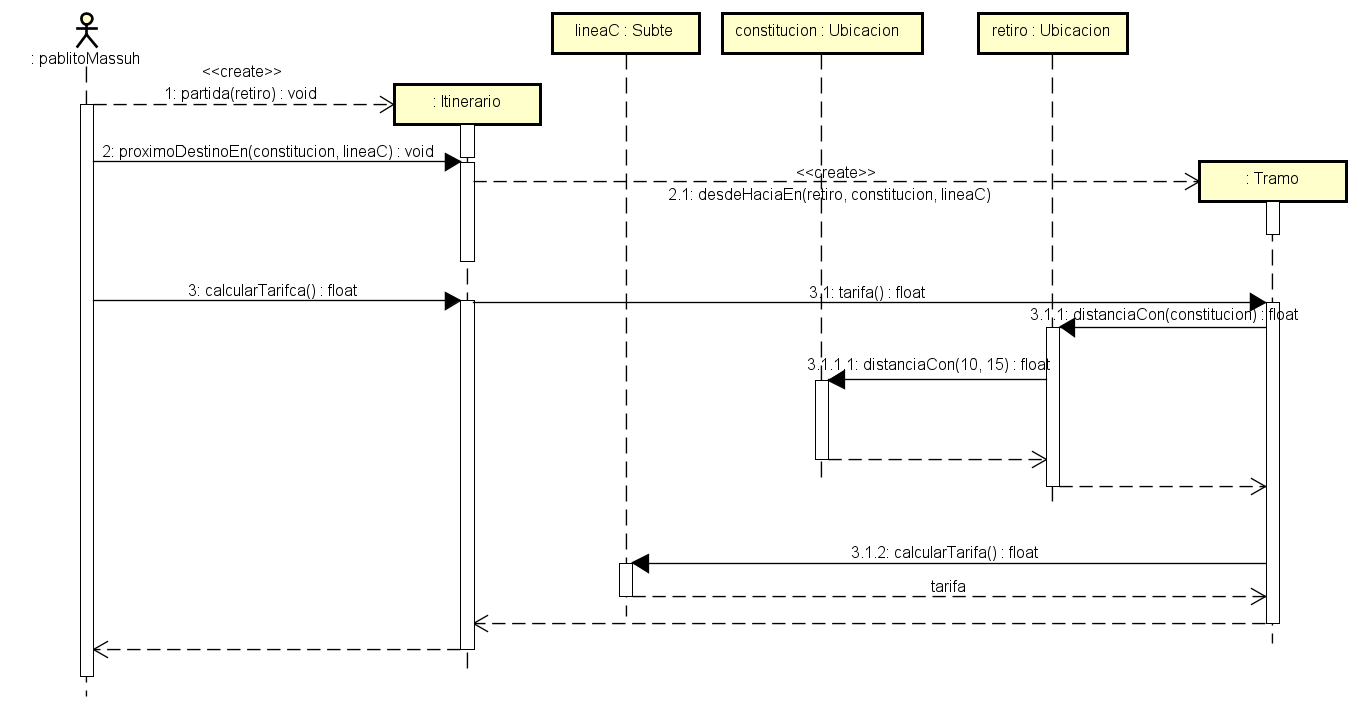 lineaC : Subte
constitucion : Ubicacion
retiro : Ubicacion
: pablitoMassuh
<<create>>
1: partida(retiro) : void
: Itinerario
2: proximoDestinoEn(constitucion, lineaC) : void
<<create>>
2.1: desdeHaciaEn(retiro, constitucion, lineaC)
: Tramo
3: calcularTarifca() : float
3.1: tarifa() : float
3.1.1: distanciaCon(constitucion) : float
3.1.1.1: distanciaCon(10, 15) : float
3.1.2: calcularTarifa() : float
tarifa